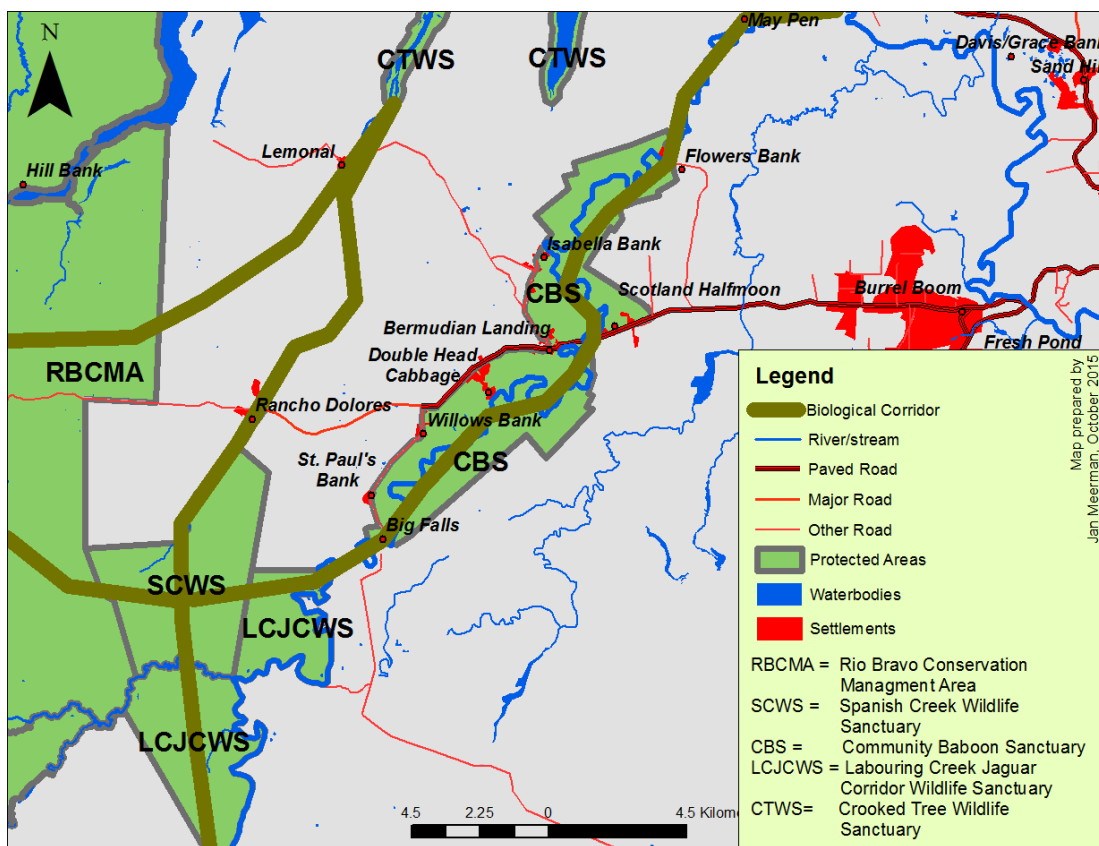 N
May Pen
CTWS
CTWS
Davis/Grace Bank
Sand Hil
Lemonal
Hill Bank
Flowers Bank
Isabella Bank
CBS
Scotland Halfmoon
Burrel Boom
Bermudian Landing
Double Head
Cabbage
Fresh Pond
RBCMA
Rancho Dolores
Willows Bank
St. Paul's
Bank
CBS
Big Falls
SCWS
LCJCWS
LCJCWS
4.5 2.25 0 4.5 Kilome
Legend
Biological Corridor
River/stream
Paved Road
Major Road
Other Road
Protected Areas
Waterbodies
Settlements
RBCMA = Rio Bravo Conservation
Managment Area
SCWS = Spanish Creek Wildlife
Sanctuary
CBS = Community Baboon Sanctuary
LCJCWS = Labouring Creek Jaguar
Corridor Wildlife Sanctuary
CTWS= Crooked Tree Wildlife
Sanctuary
Map prepared by
Jan Meerman, October 2015